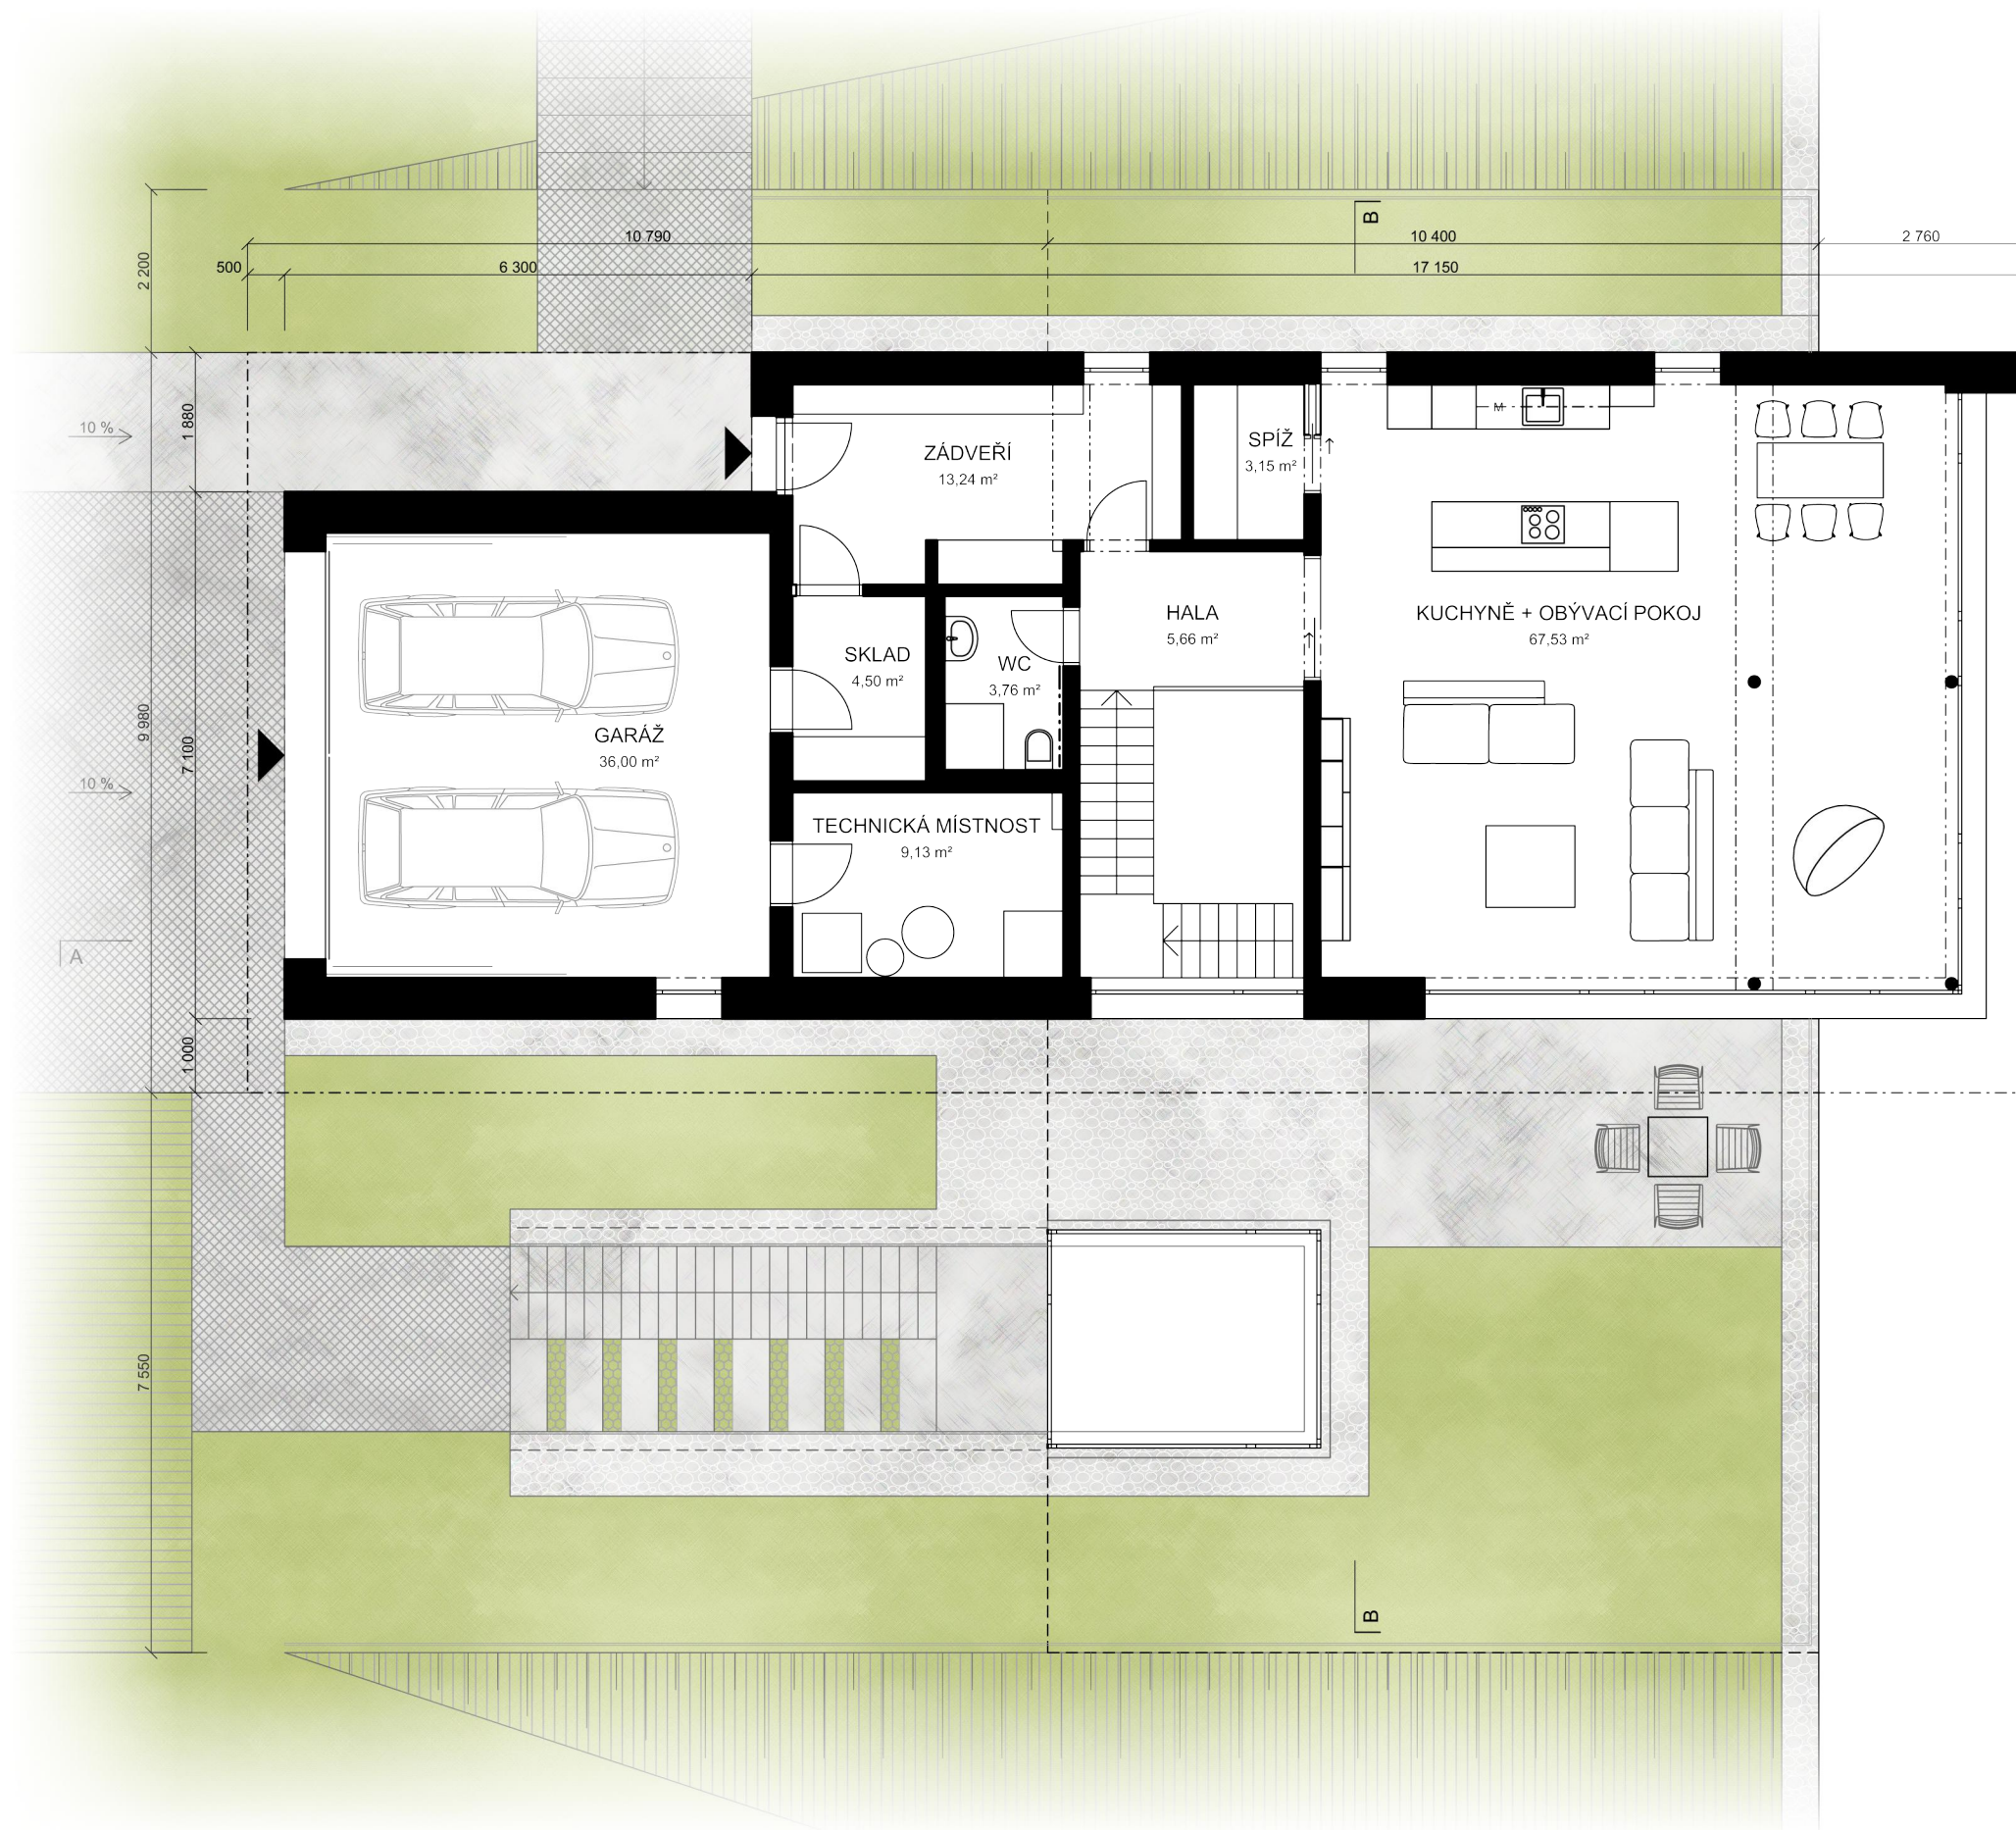 B
10 790
10 400
2 760
500
6 300
17 150
2 200
1 880
10 %
ZÁDVEŘÍ
13,24 m²
SPÍŽ
3,15 m²
M
HALA
5,66 m²
KUCHYNĚ + OBÝVACÍ POKOJ
67,53 m²
SKLAD
4,50 m²
WC
3,76 m²
GARÁŽ
36,00 m²
9 980
7 100
10 %
TECHNICKÁ MÍSTNOST
9,13 m²
A
1 000
7 550
B